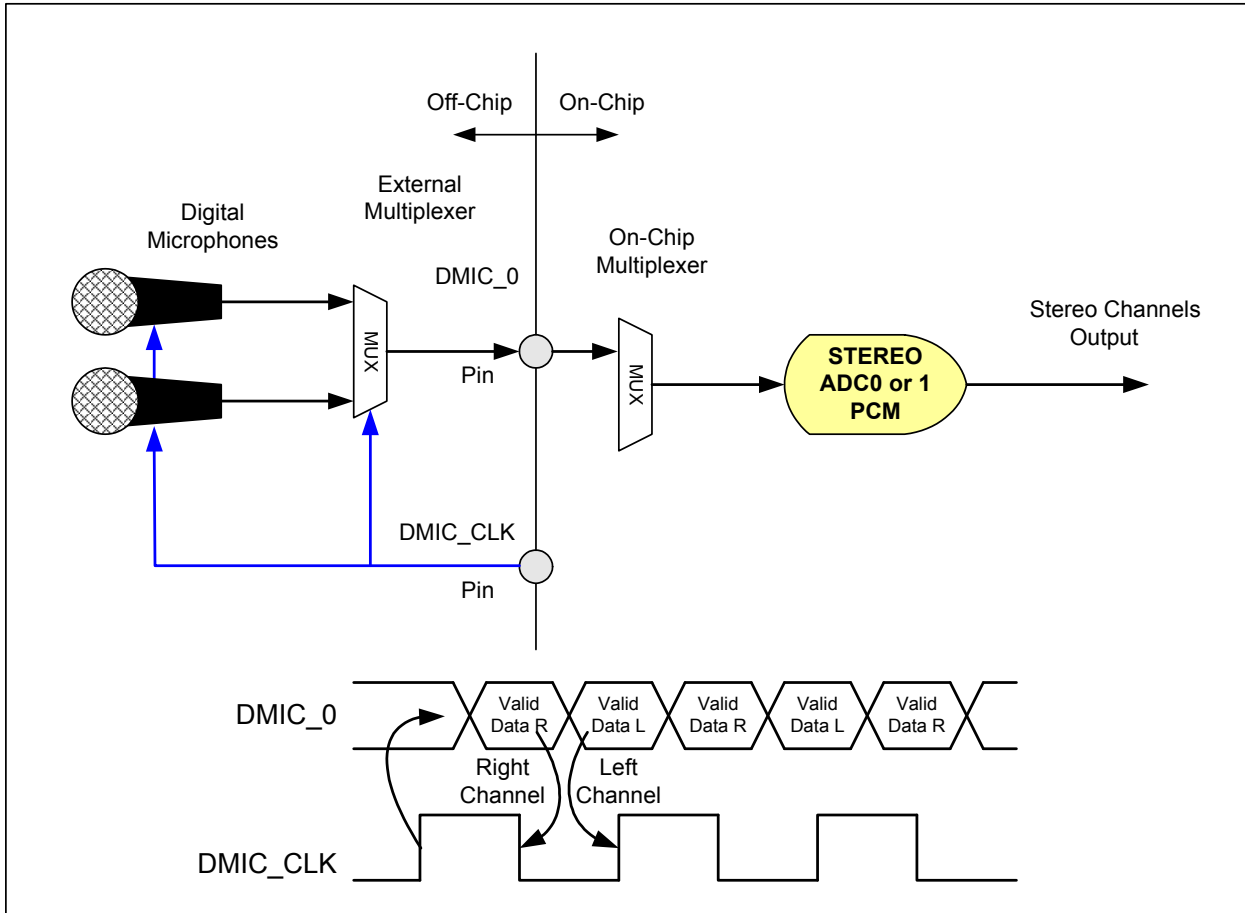 Off-Chip
On-Chip
External
Multiplexer
Digital
Microphones
On-Chip
Multiplexer
DMIC_0
Stereo Channels
Output
MUX
MUX
STEREO
ADC0 or 1
PCM
Pin
DMIC_CLK
Pin
DMIC_0
Valid
Data R
Valid
Data L
Valid
Data R
Valid
Data L
Valid
Data R
Right
Channel
Left
Channel
DMIC_CLK